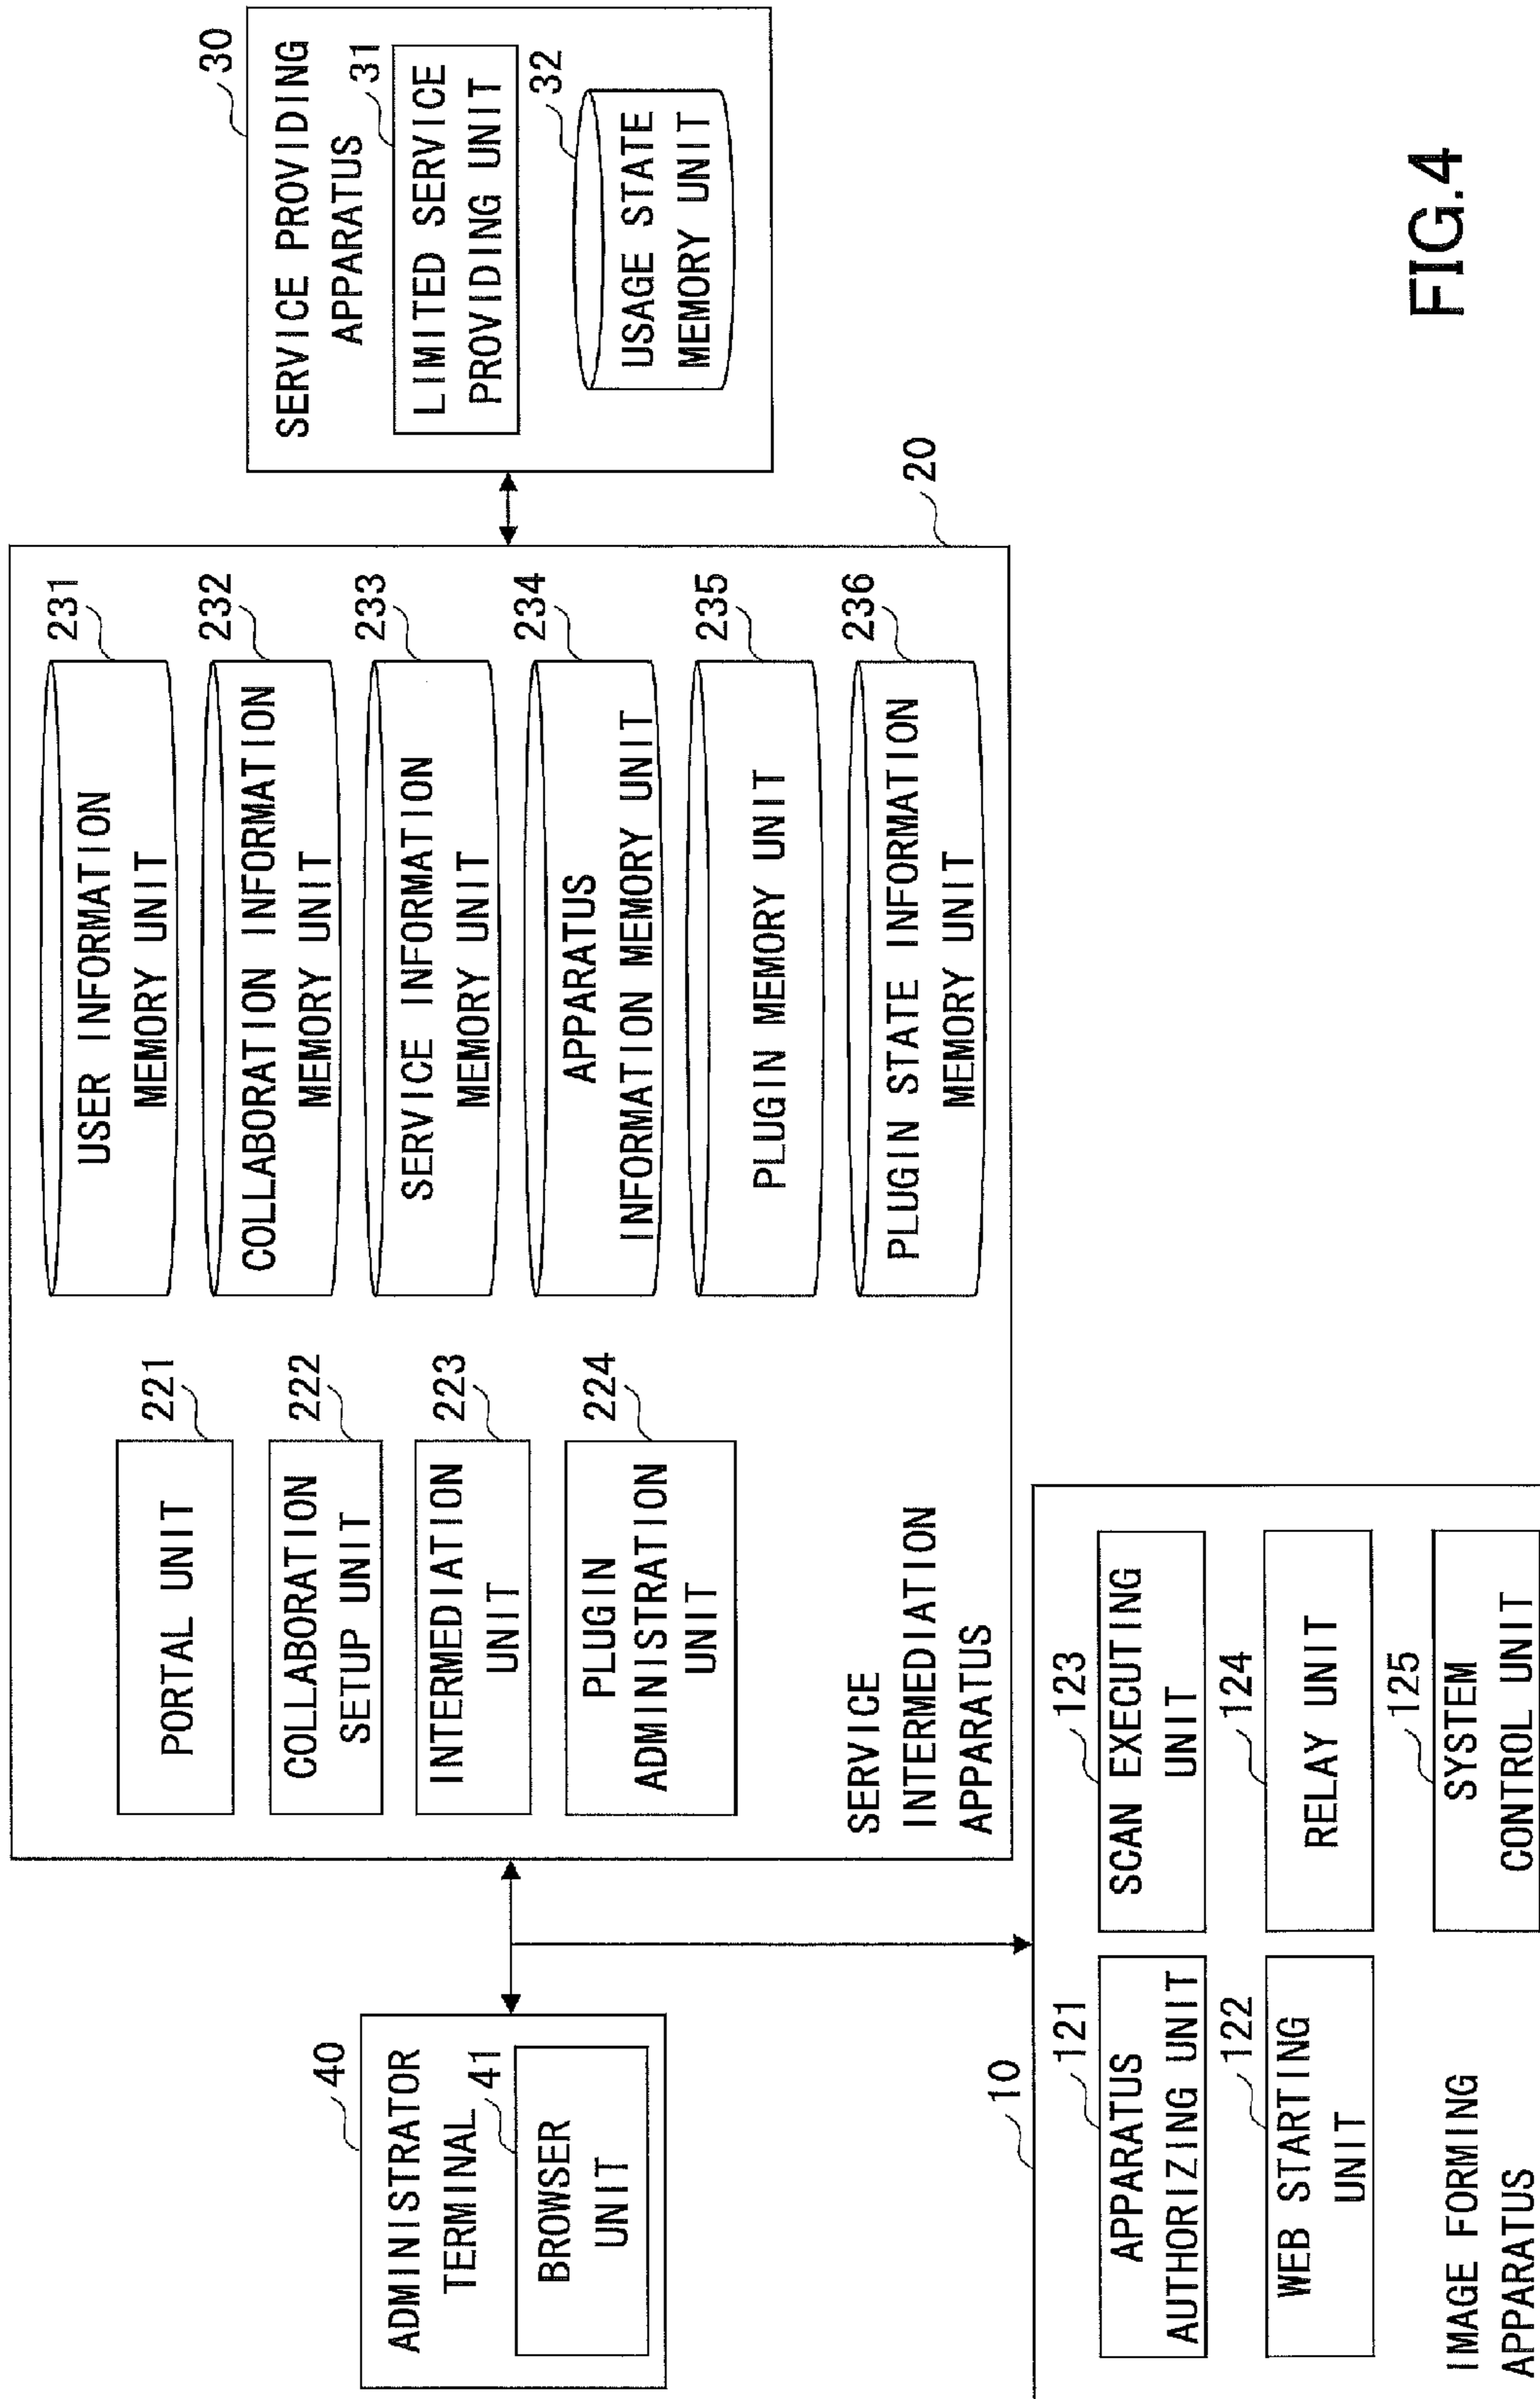 FIG.4
40
ADMINISTRATOR
TERMINAL
41
BROWSER
UNIT
20
221
PORTAL UNIT
222
COLLABORATION
SETUP UNIT
223
INTERMEDIATION
UNIT
224
PLUGIN
ADMINISTRATION
UNIT
SERVICE
INTERMEDIATION
APPARATUS
231
USER INFORMATION
MEMORY UNIT
232
COLLABORATION INFORMATION
MEMORY UNIT
233
SERVICE INFORMATION
MEMORY UNIT
234
APPARATUS
INFORMATION MEMORY UNIT
235
PLUGIN MEMORY UNIT
236
PLUGIN STATE INFORMATION
MEMORY UNIT
30
SERVICE PROVIDING
APPARATUS
31
LIMITED SERVICE
PROVIDING UNIT
32
USAGE STATE
MEMORY UNIT
10
121
APPARATUS
AUTHORIZING UNIT
122
WEB STARTING
UNIT
123
SCAN EXECUTING
UNIT
124
RELAY UNIT
125
SYSTEM
CONTROL UNIT
IMAGE FORMING
APPARATUS